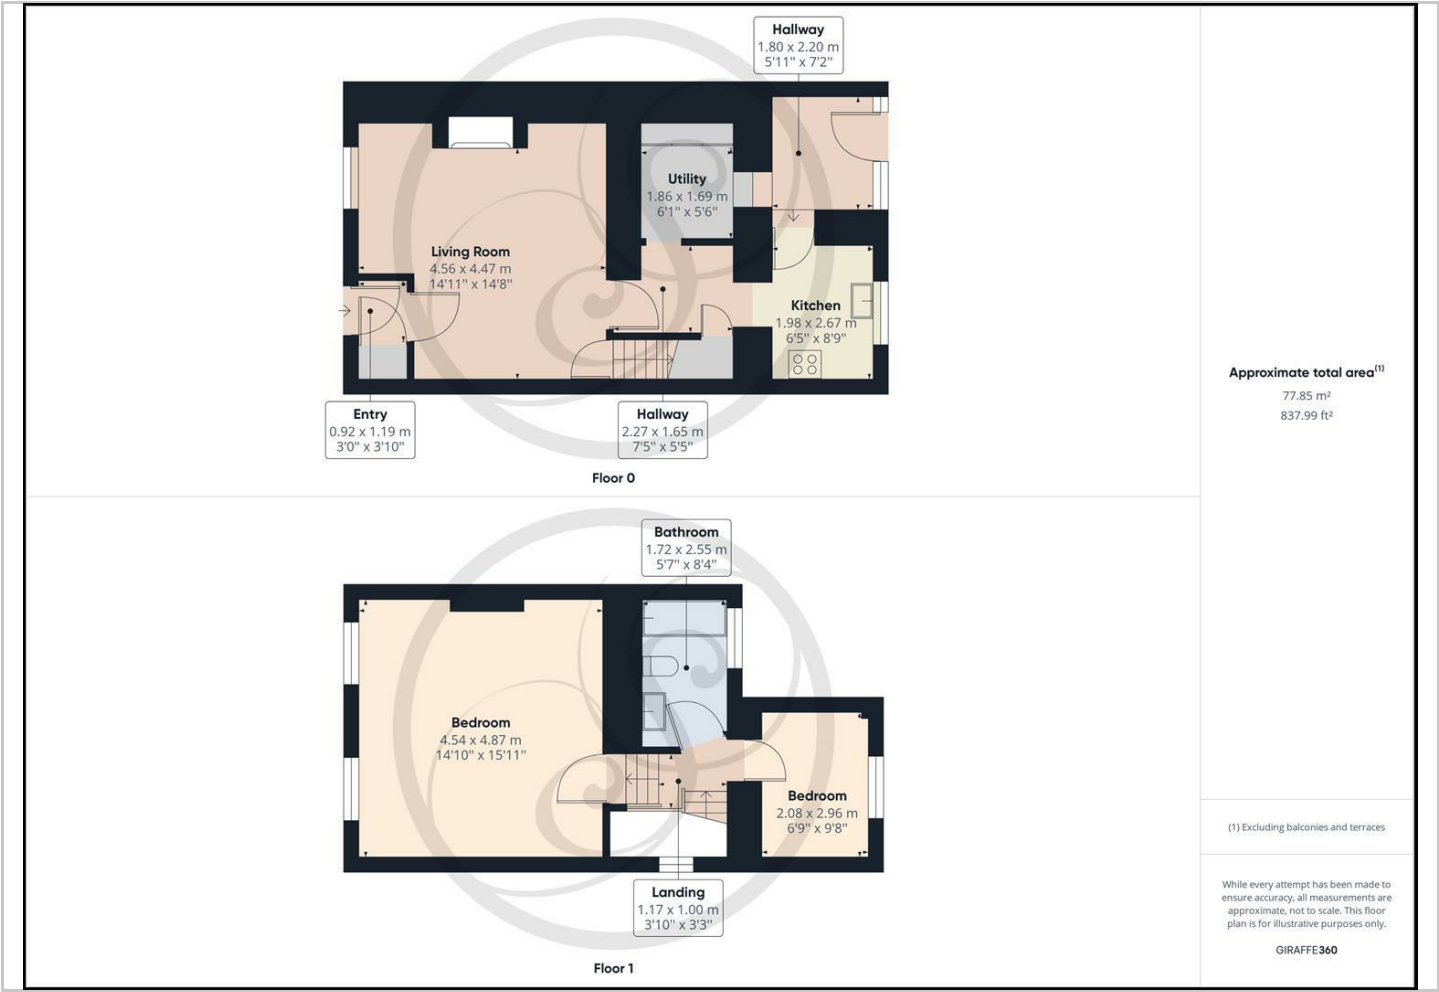 Hallway
1.80 x 2.20 m
5'11" x 7'2"
Utility
1.86 x 1.69 m
6'1" x 5'6"
Living Room
4.56 x 4.47 m
14'11" x 14'8"
Kitchen
1.98 x 2.67 m
6'5" x 8'9"
Entry
0.92 x 1.19 m
3'0" x 3'10"
Hallway
2.27 x 1.65 m
7'5" x 5'5"
Floor 0
Bathroom
1.72 x 2.55 m
5'7" x 8'4"
Bedroom
4.54 x 4.87 m
14'10" x 15'11"
Bedroom
2.08 x 2.96 m
6'9" x 9'8"
Landing
1.17 x 1.00 m
3'10" x 3'3"
Floor 1
Approximate total area(1)
77.85 m²
837.99 ft²
(1) Excluding balconies and terraces
While every attempt has been made to
ensure accuracy, all measurements are
approximate, not to scale. This floor
plan is for illustrative purposes only.
GIRAFFE360